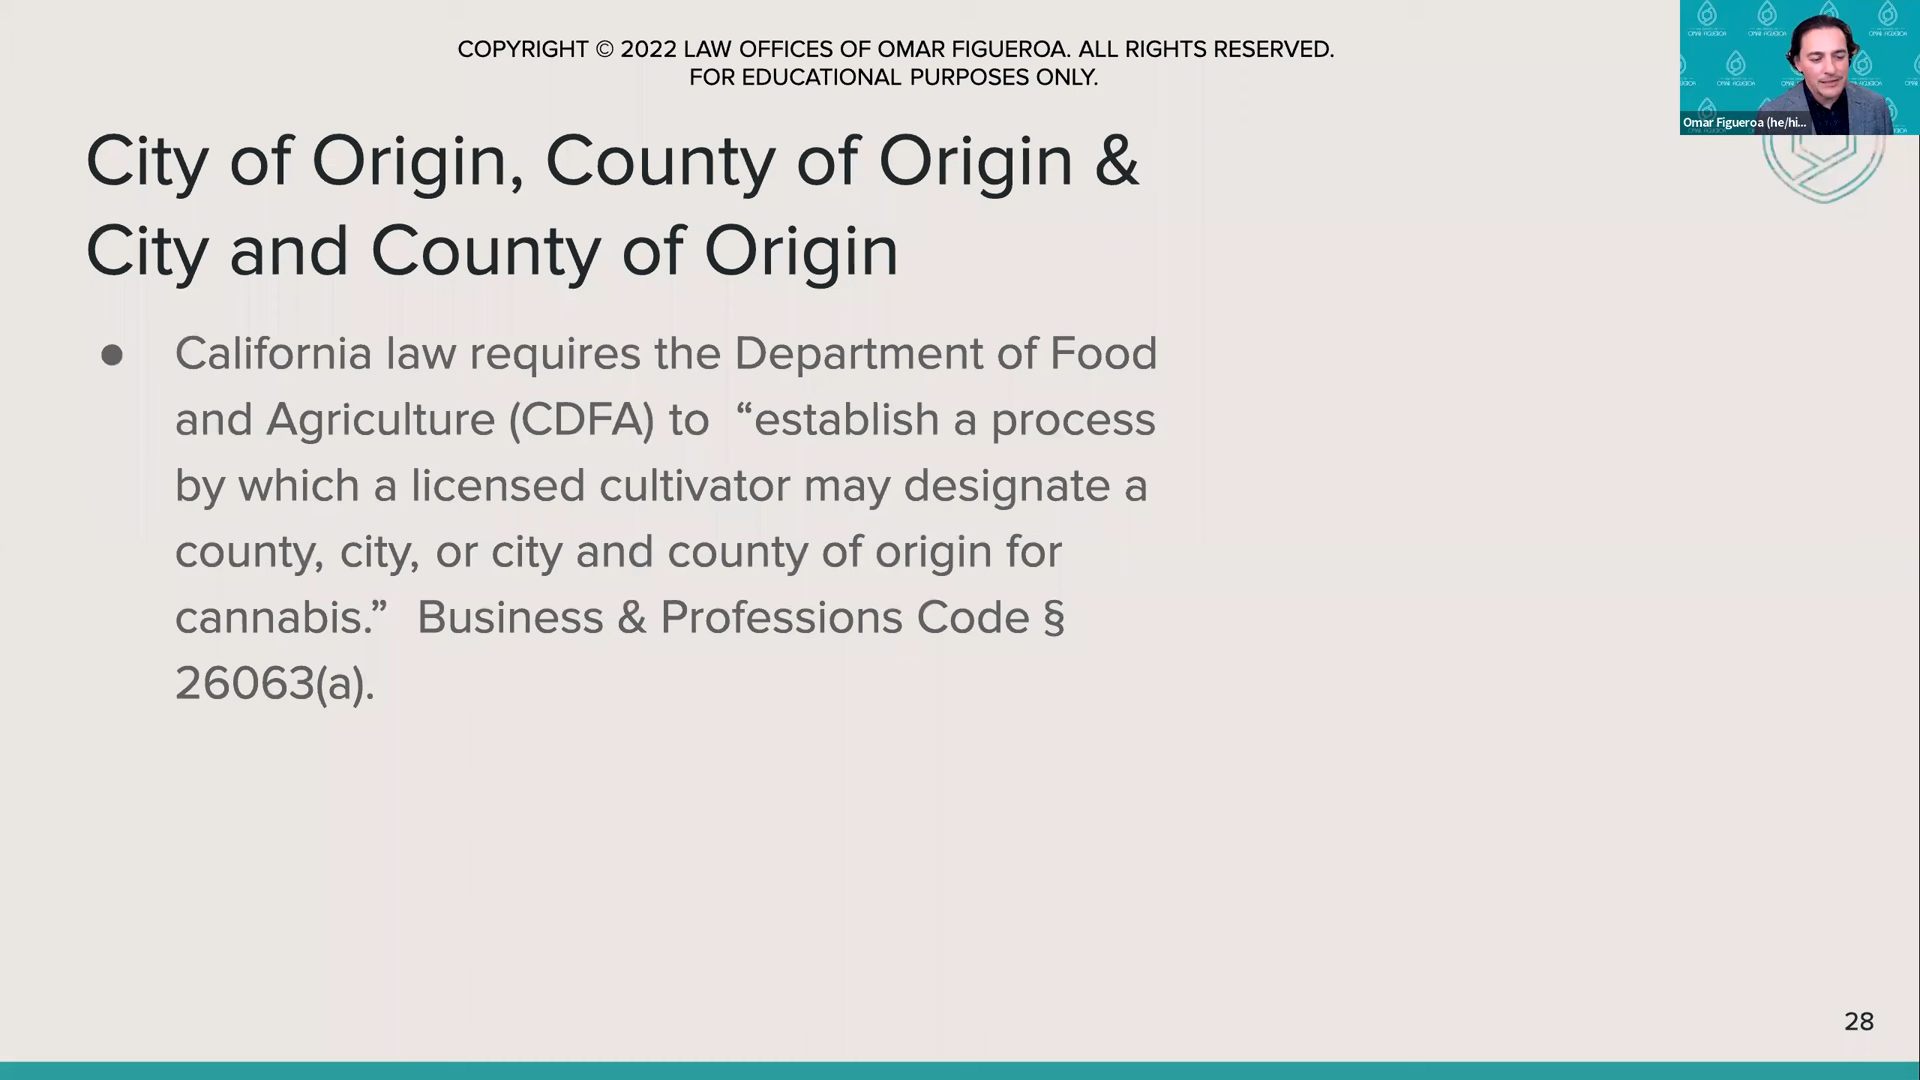 COPYRIGHT © 2022 LAW OFFICES OF OMAR FIGUEROA. ALL RIGHTS RESERVED.
FOR EDUCATIONAL PURPOSES ONLY.
Omar Figueroa (he/hi...
City of Origin, County of Origin &
City and County of Origin
● California law requires the Department of Food
and Agriculture (CDFA) to “establish a process
by which a licensed cultivator may designate a
county, city, or city and county of origin for
cannabis.” Business & Professions Code §
26063(a).
28